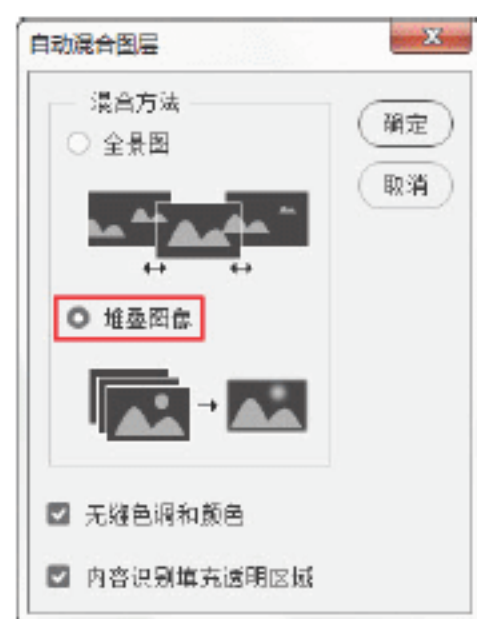 自动混合图层
混合方法
全景图
确定
取消
堆叠图像
无缝色调和颜色
内容识别填充透明区域